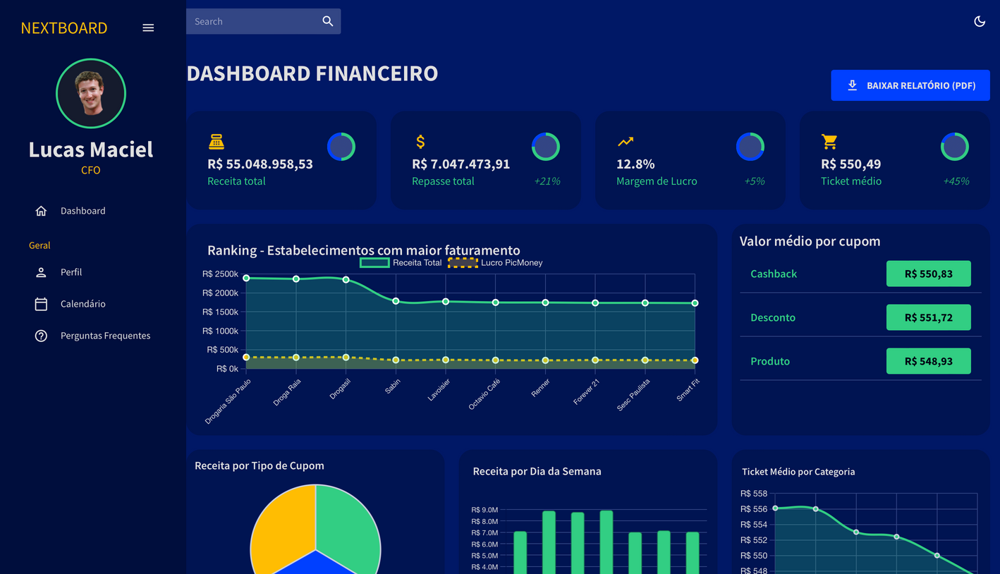 NEXTBOARD
Search
Lucas Maciel
CFO
Dashboard
Geral
Perfil
Calendário
Perguntas Frequentes
DASHBOARD FINANCEIRO
BAIXAR RELATÓRIO (PDF)
R$ 55.048.958,53
Receita total
R$ 7.047.473,91
Repasse total +21%
12.8%
Margem de Lucro +5%
R$ 550,49
Ticket médio +45%
Ranking - Estabelecimentos com maior faturamento
Receita Total Lucro PicMoney
R$ 2500k
R$ 2000k
R$ 1500k
R$ 1000k
R$ 500k
R$ 0k
Drogaria São Paulo
Droga Raia
Drogasil
Sabin
Lavoisier
Octavio Café
Renner
Forever 21
Sesc Paulista
Smart Fit
Valor médio por cupom
Cashback R$ 550,83
Desconto R$ 551,72
Produto R$ 548,93
Receita por Tipo de Cupom
Receita por Dia da Semana
R$ 9.0M
R$ 8.0M
R$ 7.0M
R$ 6.0M
R$ 5.0M
R$ 4.0M
Ticket Médio por Categoria
R$ 558
R$ 556
R$ 554
R$ 552
R$ 550
R$ 548